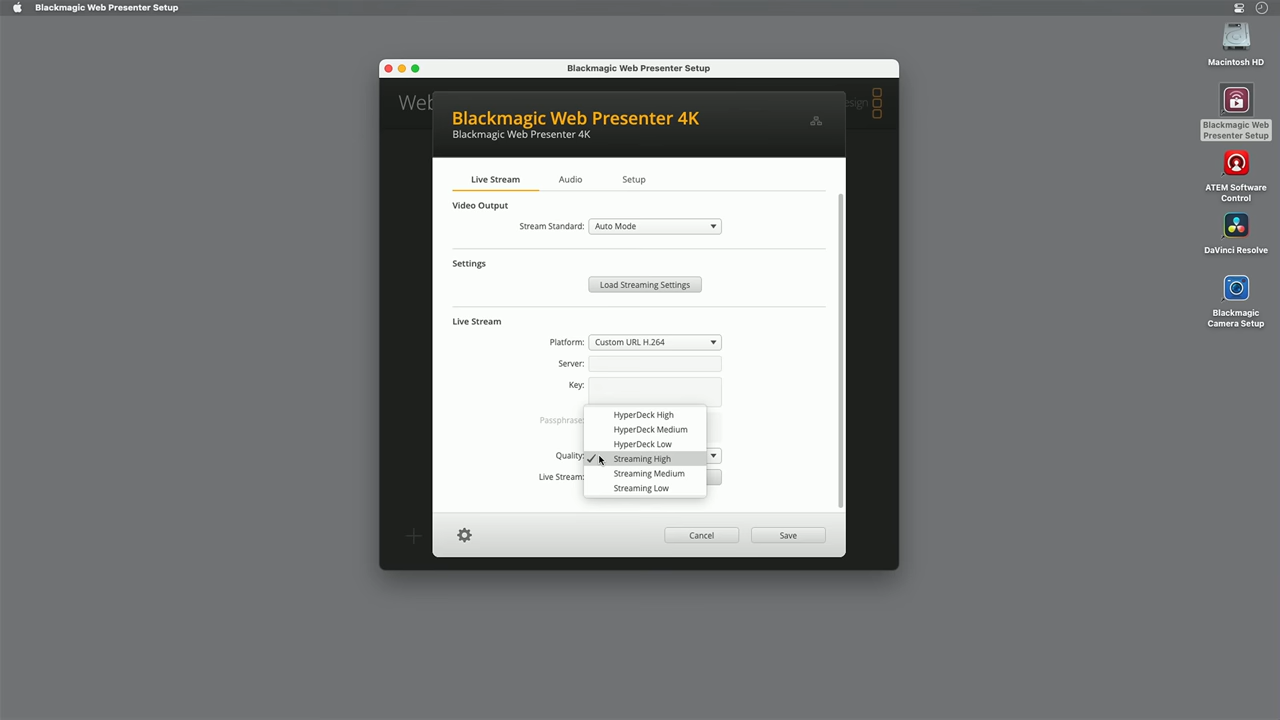 Blackmagic Web Presenter Setup
Blackmagic Web Presenter Setup
Web
esign
Blackmagic Web Presenter 4K
Blackmagic Web Presenter 4K
Live Stream Audio Setup
Video Output
Stream Standard: Auto Mode
Settings
Load Streaming Settings
Live Stream
Platform: Custom URL H.264
Server:
Key:
Passphrase:
Quality:
Live Stream:
HyperDeck High
HyperDeck Medium
HyperDeck Low
Streaming High
Streaming Medium
Streaming Low
Cancel Save
Macintosh HD
Blackmagic Web
Presenter Setup
ATEM Software
Control
DaVinci Resolve
Blackmagic
Camera Setup